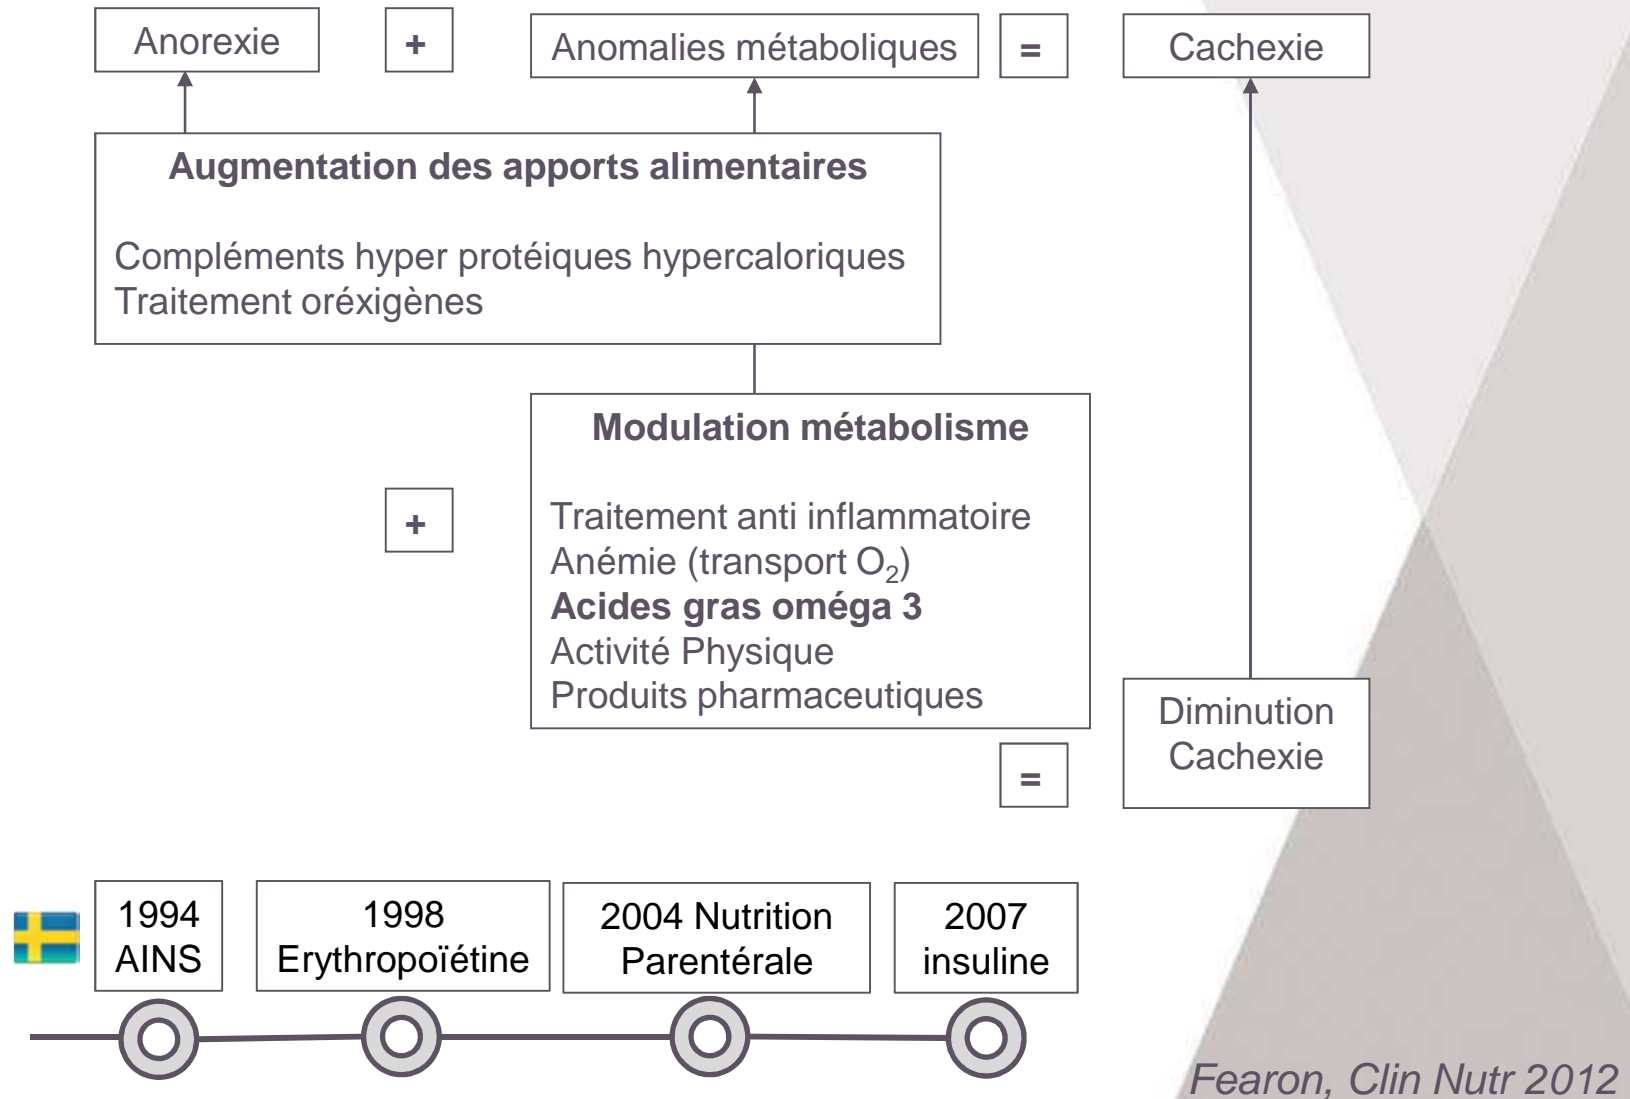 Anorexie
+
Anomalies métaboliques
=
Cachexie
Augmentation des apports alimentaires
Compléments hyper protéiques hypercaloriques
Traitement oréxigènes
+
Modulation métabolisme
Traitement anti inflammatoire
Anémie (transport O₂)
Acides gras oméga 3
Activité Physique
Produits pharmaceutiques
=
Diminution
Cachexie
1994
AINS
1998
Erythropoïétine
2004 Nutrition
Parentérale
2007
insuline
Fearon, Clin Nutr 2012